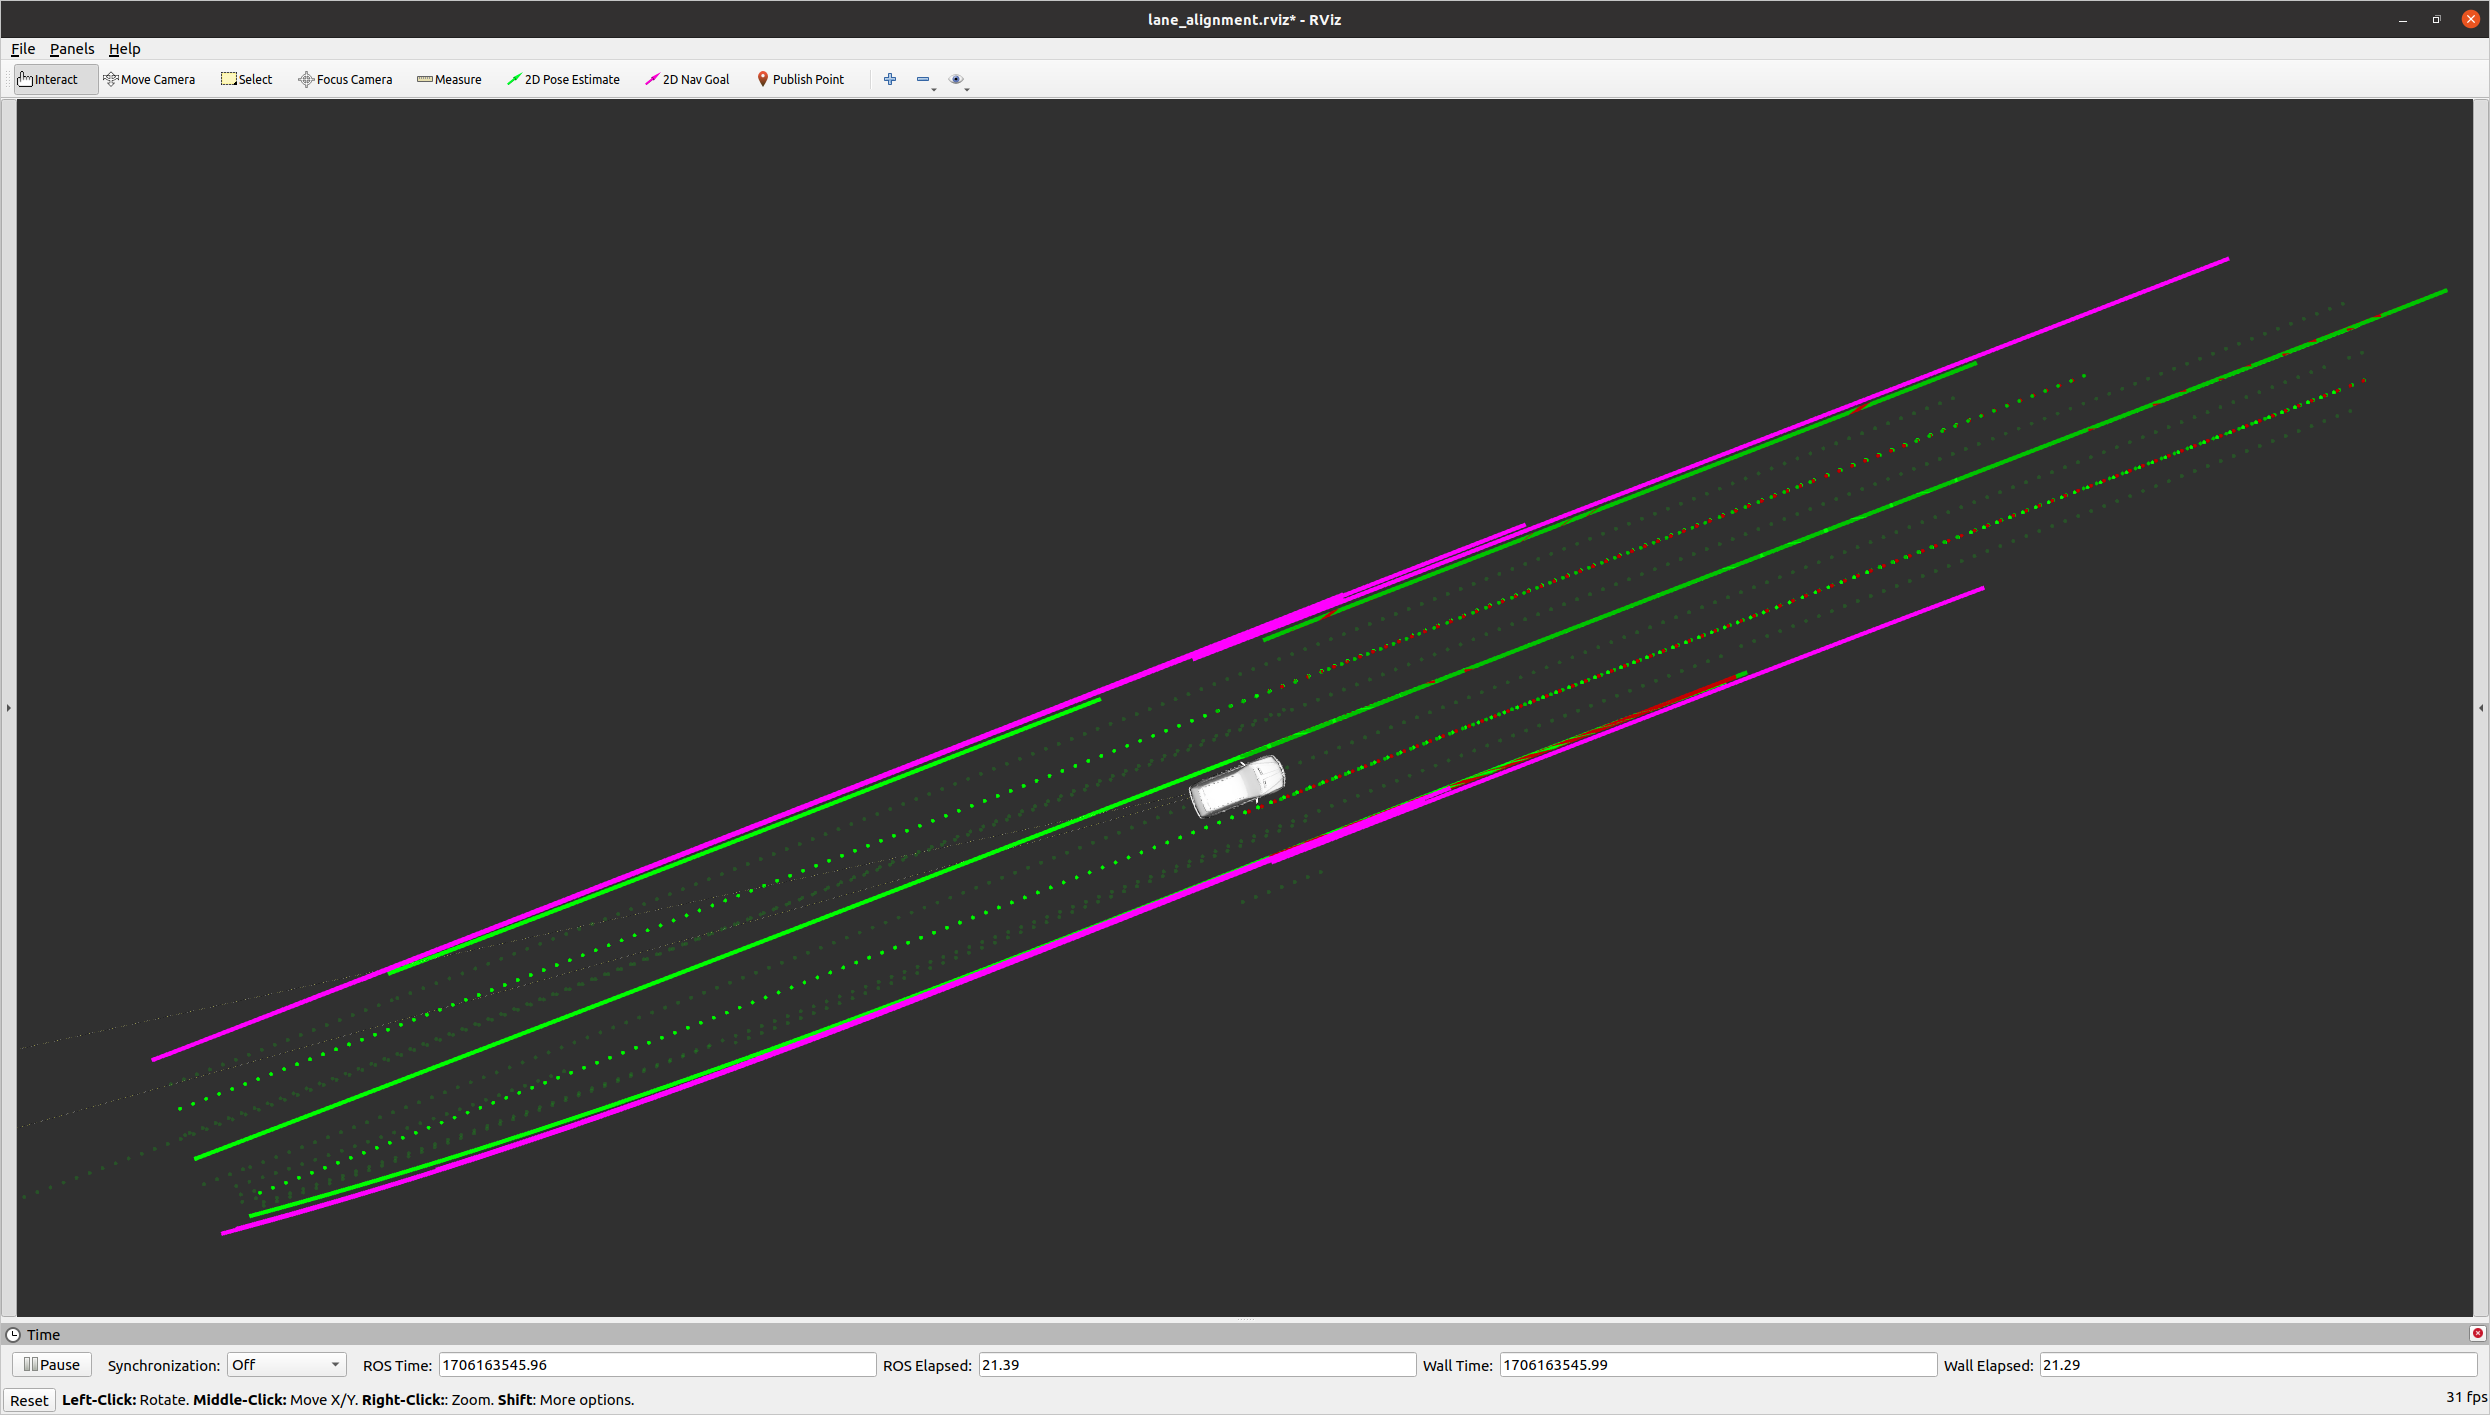 lane_alignment.rviz* - RViz
File Panels Help
Interact Move Camera Select Focus Camera Measure 2D Pose Estimate 2D Nav Goal Publish Point
Time
Pause Synchronization: Off ROS Time: 1706163545.96 ROS Elapsed: 21.39 Wall Time: 1706163545.99 Wall Elapsed: 21.29
Reset Left-Click: Rotate. Middle-Click: Move X/Y. Right-Click:: Zoom. Shift: More options. 31 fps